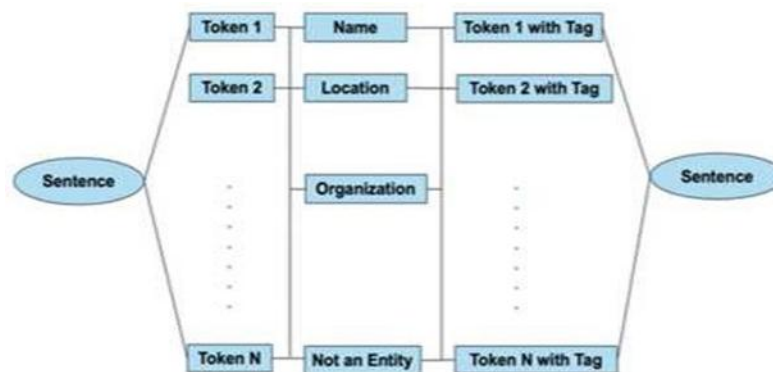 Token 1
Name
Token 1 with Tag
Token 2
Location
Token 2 with Tag
Sentence
Organization
Sentence
Token N
Not an Entity
Token N with Tag